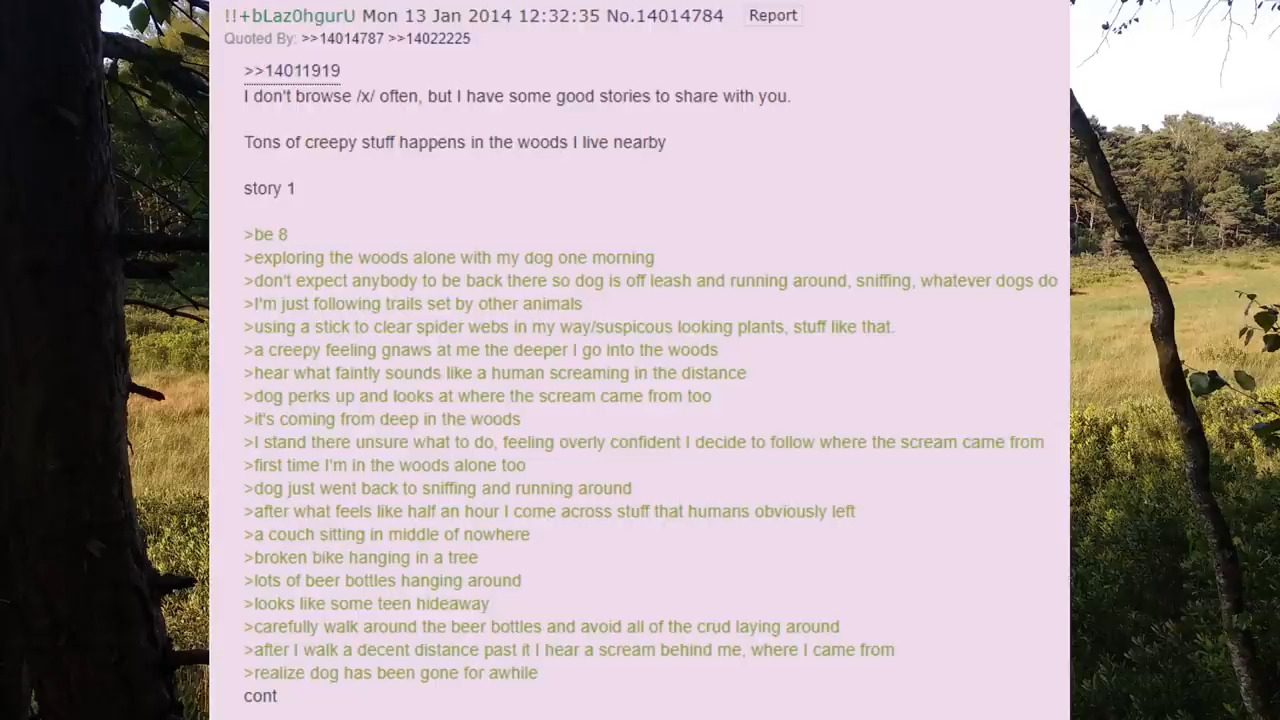 !!+bLaz0hgurU Mon 13 Jan 2014 12:32:35 No.14014784 Report
Quoted By: >>14014787 >>14022225
>>14011919
I don't browse /x/ often, but I have some good stories to share with you.
Tons of creepy stuff happens in the woods I live nearby
story 1
>be 8
>exploring the woods alone with my dog one morning
>don't expect anybody to be back there so dog is off leash and running around, sniffing, whatever dogs do
>I'm just following trails set by other animals
>using a stick to clear spider webs in my way/suspicous looking plants, stuff like that.
>a creepy feeling gnaws at me the deeper I go into the woods
>hear what faintly sounds like a human screaming in the distance
>dog perks up and looks at where the scream came from too
>it's coming from deep in the woods
>I stand there unsure what to do, feeling overly confident I decide to follow where the scream came from
>first time I'm in the woods alone too
>dog just went back to sniffing and running around
>after what feels like half an hour I come across stuff that humans obviously left
>a couch sitting in middle of nowhere
>broken bike hanging in a tree
>lots of beer bottles hanging around
>looks like some teen hideaway
>carefully walk around the beer bottles and avoid all of the crud laying around
>after I walk a decent distance past it I hear a scream behind me, where I came from
>realize dog has been gone for awhile
cont